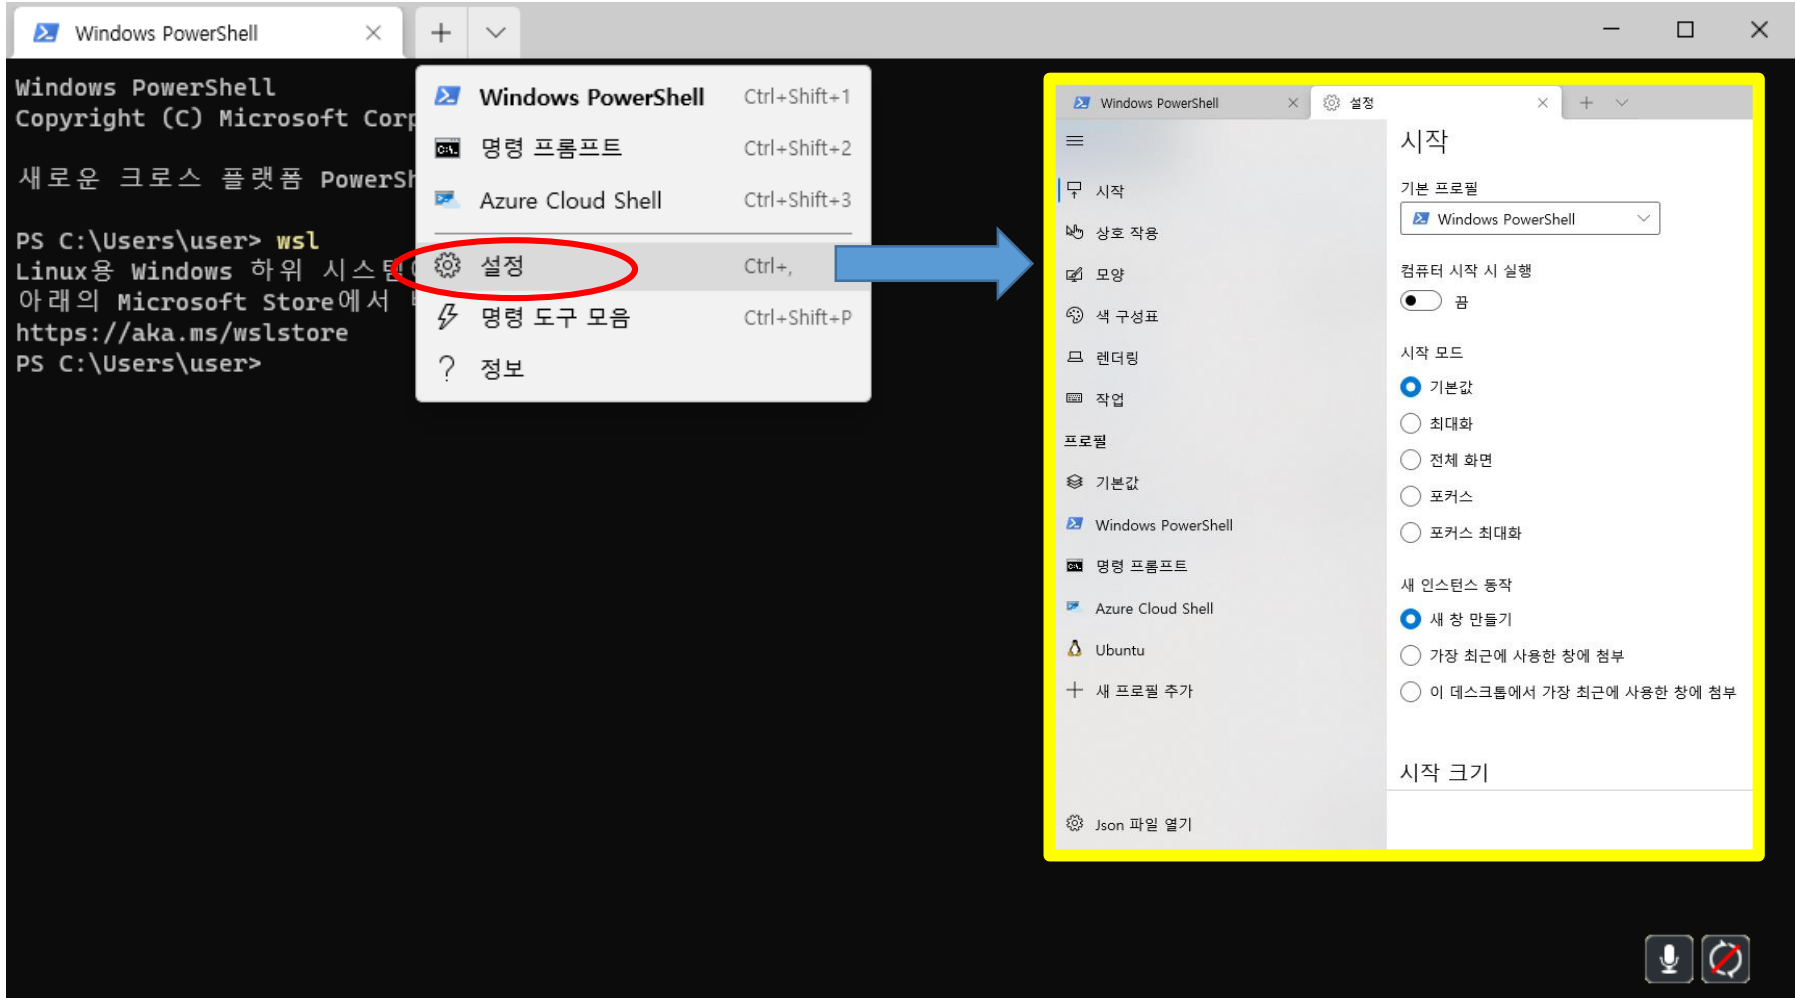 Windows PowerShell
Windows PowerShell
Copyright (C) Microsoft Corp
새로운 크로스 플랫폼 PowerSh
PS C:\Users\user> wsl
Linux용 Windows 하위 시스템
아래의 Microsoft Store에서
https://aka.ms/wslstore
PS C:\Users\user>
Windows PowerShell Ctrl+Shift+1
명령 프롬프트 Ctrl+Shift+2
Azure Cloud Shell Ctrl+Shift+3
설정 Ctrl+,
명령 도구 모음 Ctrl+Shift+P
정보
Windows PowerShell
설정
시작
상호 작용
모양
색 구성표
렌더링
작업
프로필
기본값
Windows PowerShell
명령 프롬프트
Azure Cloud Shell
Ubuntu
새 프로필 추가
Json 파일 열기
시작
기본 프로필
Windows PowerShell
컴퓨터 시작 시 실행
끔
시작 모드
기본값
최대화
전체 화면
포커스
포커스 최대화
새 인스턴스 동작
새 창 만들기
가장 최근에 사용한 창에 첨부
이 데스크톱에서 가장 최근에 사용한 창에 첨부
시작 크기